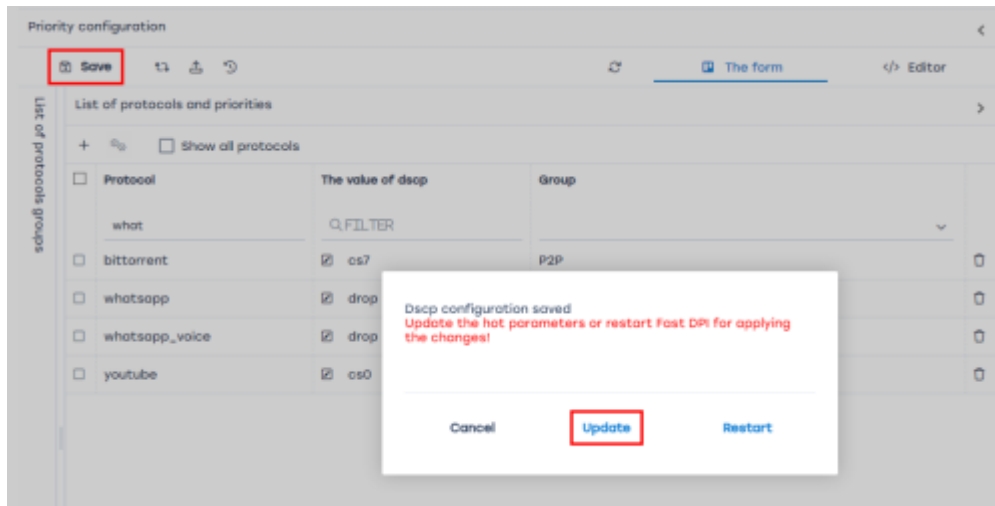 Priority configuration
Save
The form
</> Editor
List of protocols groups
List of protocols and priorities
Show all protocols
Protocol
The value of dscp
Group
what
FILTER
bittorrent
cs7
P2P
whatsapp
drop
whatsapp_voice
drop
youtube
cs0
Dscp configuration saved
Update the hot parameters or restart Fast DPI for applying
the changes!
Cancel
Update
Restart